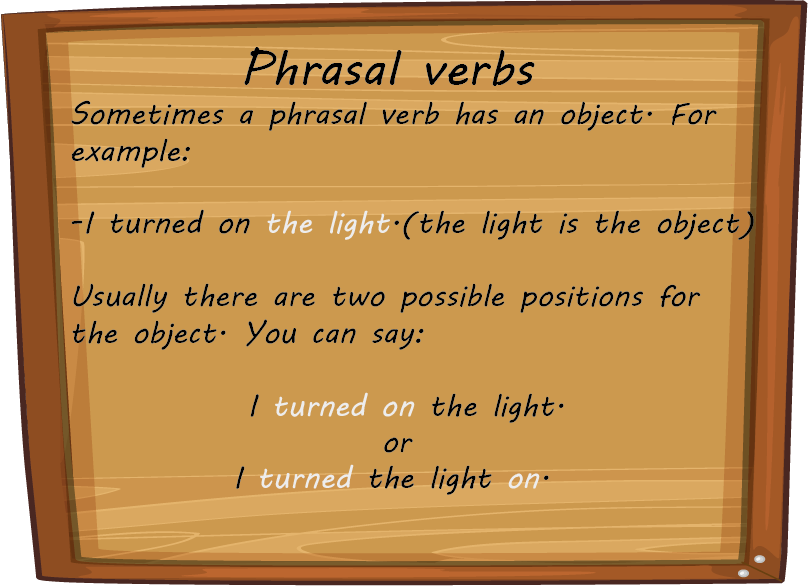 Phrasal verbs
Sometimes a phrasal verb has an object. For
example:
-I turned on the light.(the light is the object)
Usually there are two possible positions for
the object. You can say:
I turned on the light.
or
I turned the light on.